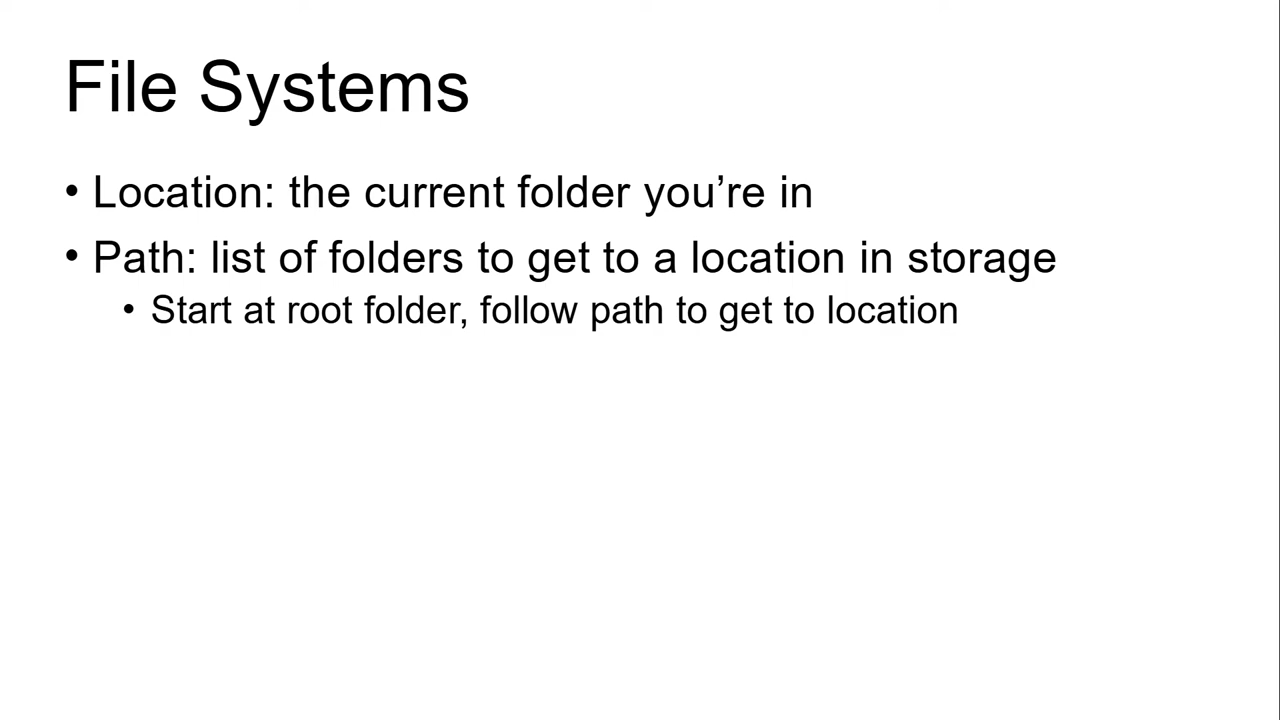 File Systems
• Location: the current folder you’re in
• Path: list of folders to get to a location in storage
• Start at root folder, follow path to get to location